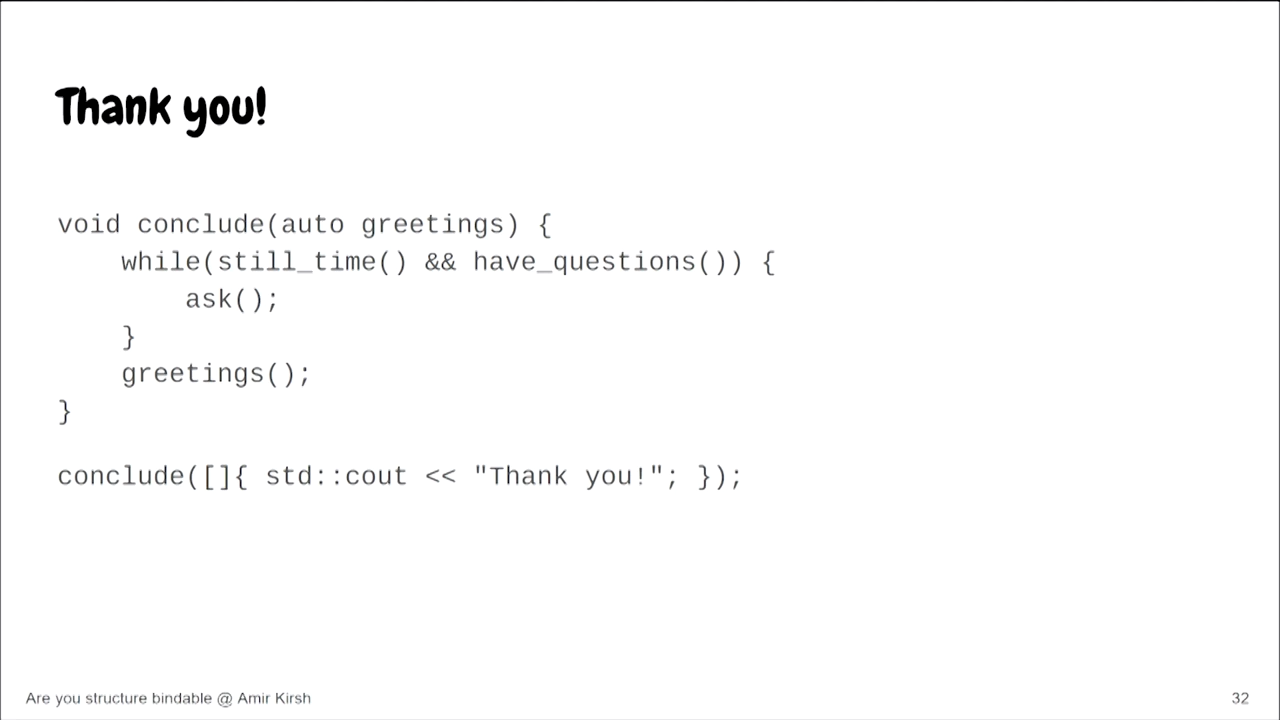 Thank you!
void conclude(auto greetings) {
    while(still_time() && have_questions()) {
        ask();
    }
    greetings();
}
conclude([]{ std::cout << "Thank you!"; });
Are you structure bindable @ Amir Kirsh
32